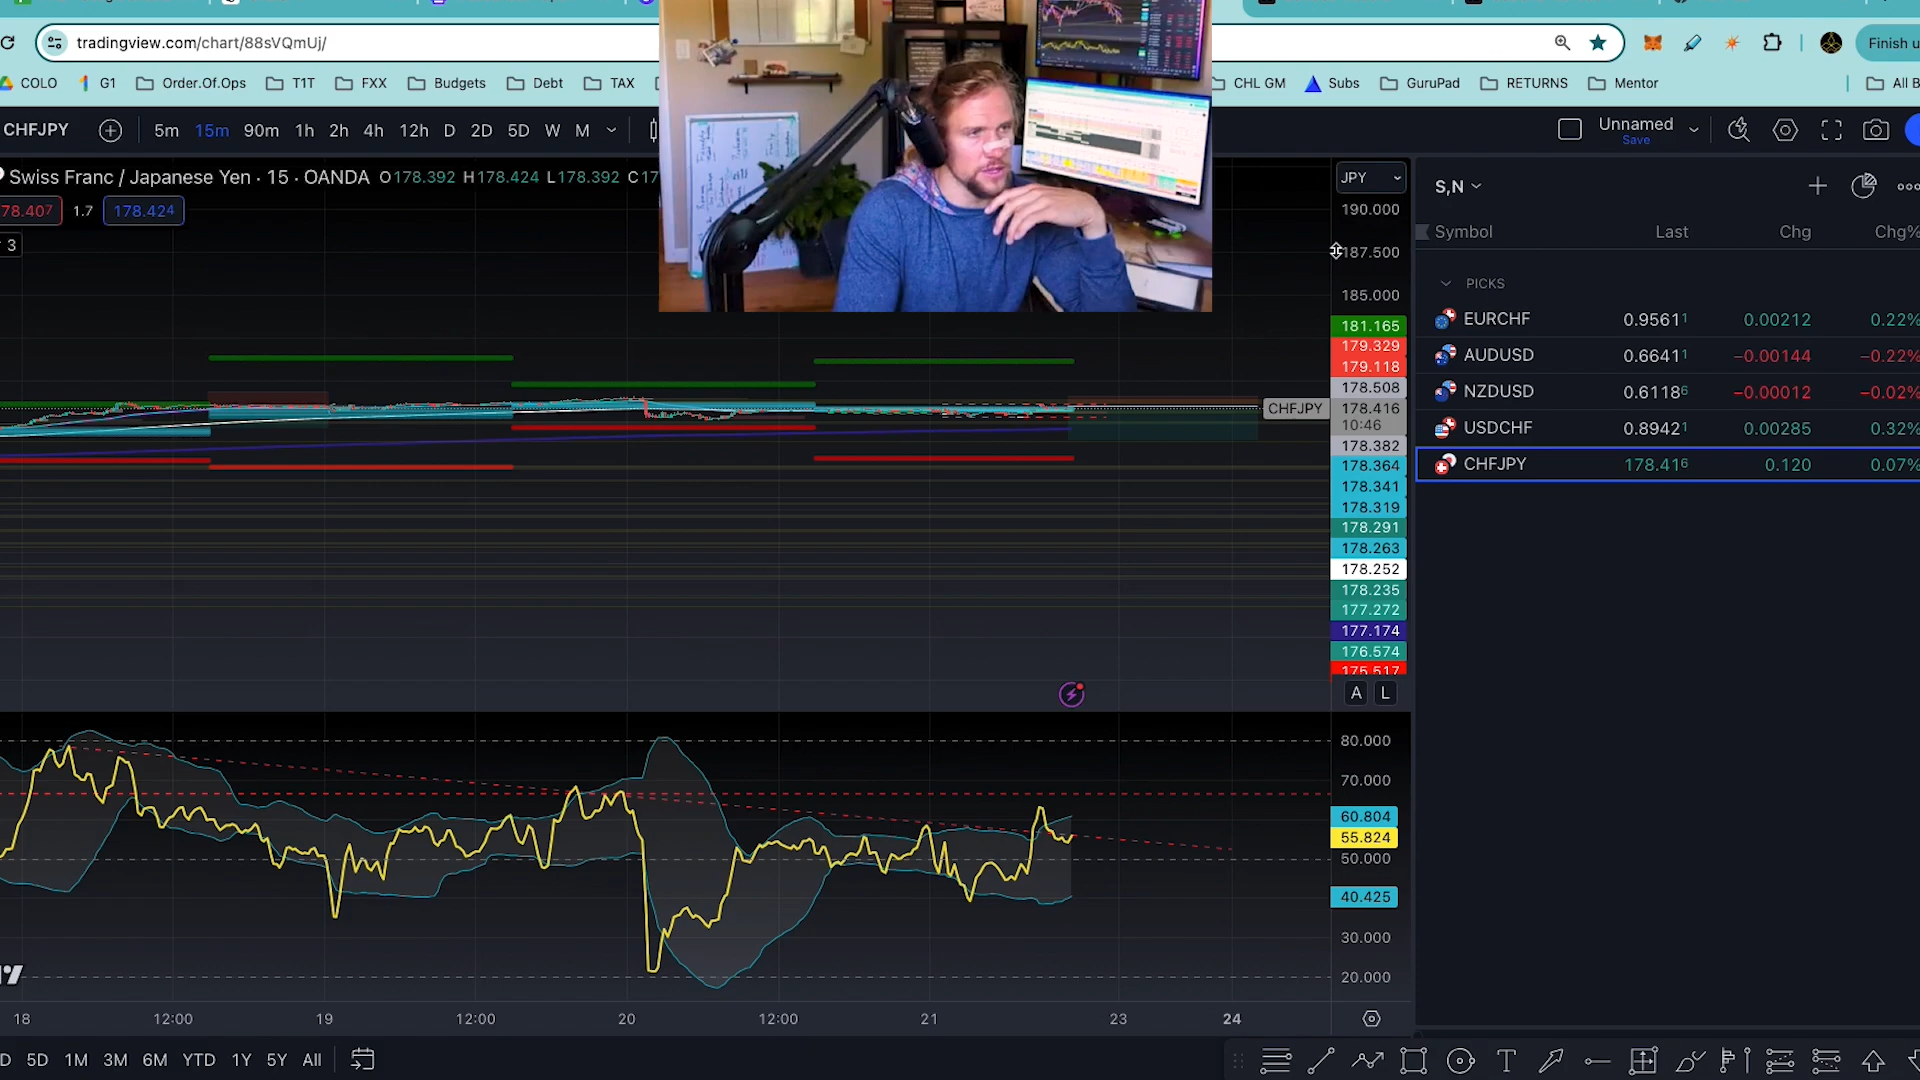 tradingview.com/chart/88sVQmUj/
Finish u
COLO G1 Order.Of.Ops T1T FXX Budgets Debt TAX CHL GM Subs GuruPad RETURNS Mentor All B
CHFJPY 5m 15m 90m 1h 2h 4h 12h D 2D 5D W M Unnamed
Save
Swiss Franc / Japanese Yen · 15 · OANDA O178.392 H178.424 L178.392 C17
78.407 1.7 178.424
3
JPY
190.000
187.500
185.000
181.165
179.329
179.118
178.508
CHFJPY 178.416
10:46
178.382
178.364
178.341
178.319
178.291
178.263
178.252
178.235
177.272
177.174
176.574
175.517
A L
80.000
70.000
60.804
55.824
50.000
40.425
30.000
20.000
18 12:00 19 12:00 20 12:00 21 23 24
D 5D 1M 3M 6M YTD 1Y 5Y All
S,N
Symbol Last Chg Chg%
PICKS
EURCHF 0.95611 0.00212 0.22%
AUDUSD 0.66411 −0.00144 −0.22%
NZDUSD 0.61186 −0.00012 −0.02%
USDCHF 0.89421 0.00285 0.32%
CHFJPY 178.416 0.120 0.07%